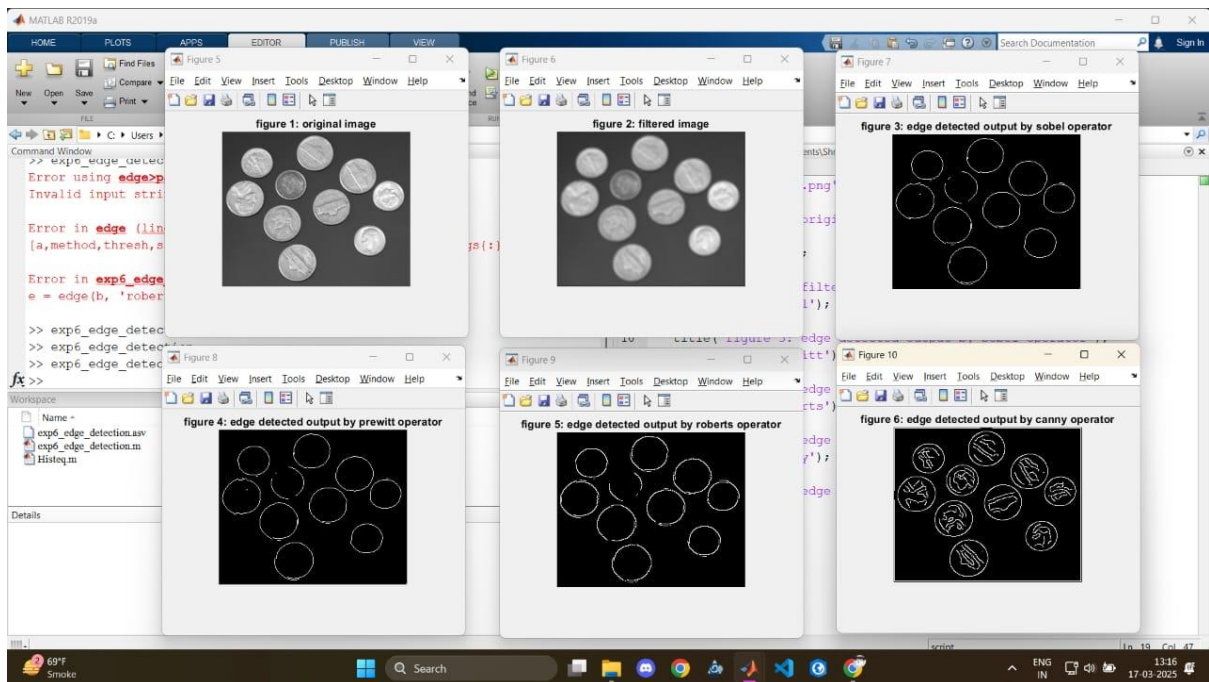 MATLAB R2019a
HOME PLOTS APPS EDITOR PUBLISH VIEW
Search Documentation
Sign In
New Open Save
Find Files
Compare
Print
FILE
C: ▸ Users ▸
Command Window
>> exp6_edge_detec
Error using edge>p
Invalid input stri
Error in edge (lin
[a,method,thresh,s
gs{:}
Error in exp6_edge
e = edge(b, 'rober
>> exp6_edge_detec
>> exp6_edge_detection
>> exp6_edge_detec
fx >>
Workspace
Name
exp6_edge_detection.asv
exp6_edge_detection.m
Histeq.m
Details
Figure 5
File Edit View Insert Tools Desktop Window Help
figure 1: original image
Figure 6
File Edit View Insert Tools Desktop Window Help
figure 2: filtered image
Figure 7
File Edit View Insert Tools Desktop Window Help
figure 3: edge detected output by sobel operator
.png'
origi
filte
l');
10
edge
itt')
edge
rts')
edge
y');
edge
Figure 8
File Edit View Insert Tools Desktop Window Help
figure 4: edge detected output by prewitt operator
Figure 9
File Edit View Insert Tools Desktop Window Help
figure 5: edge detected output by roberts operator
Figure 10
File Edit View Insert Tools Desktop Window Help
figure 6: edge detected output by canny operator
script
Ln 19 Col 47
69°F
Smoke
Search
ENG
IN
13:16
17-03-2025